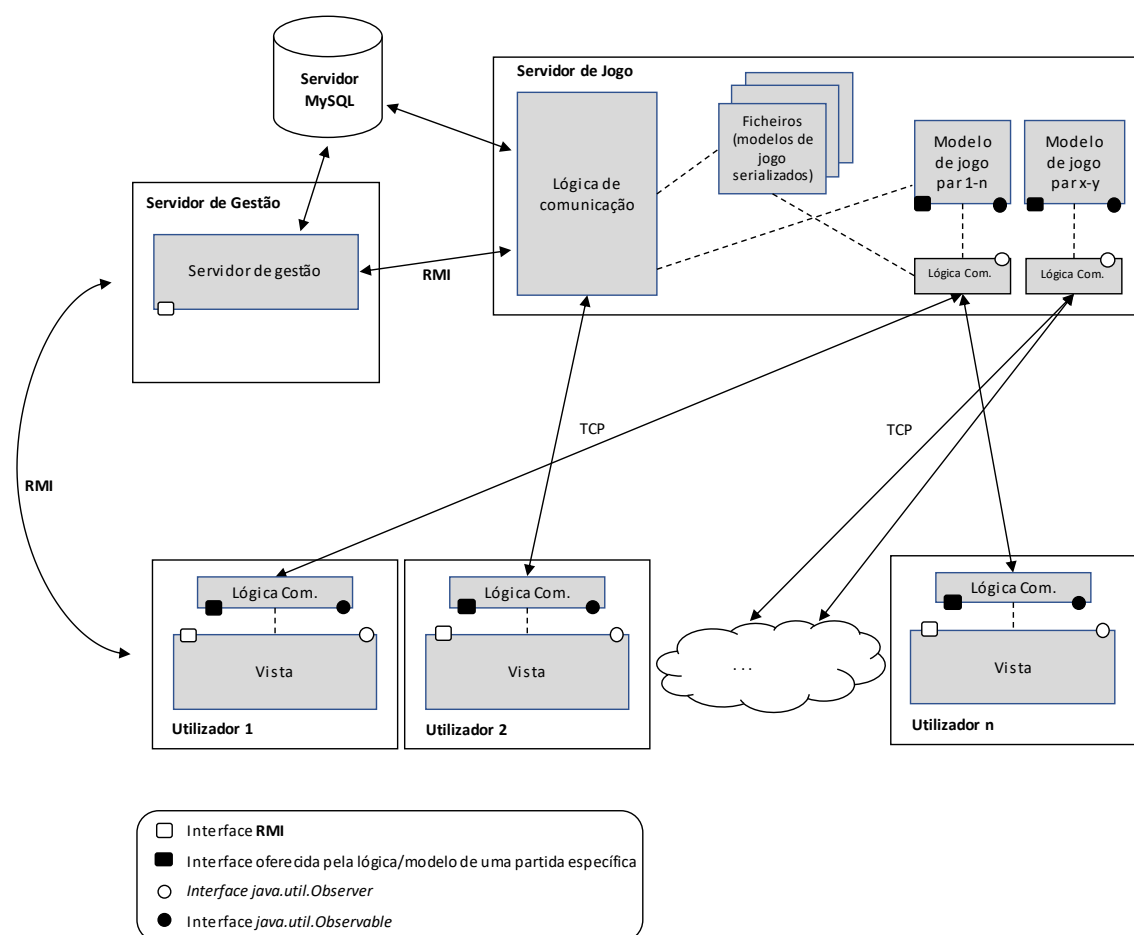 Servidor
MySQL
Servidor de Jogo
Lógica de
comunicação
Ficheiros
(modelos de
jogo
serializados)
Modelo
de jogo
par 1-n
Modelo
de jogo
par x-y
Lógica Com.
Lógica Com.
Servidor de Gestão
Servidor de gestão
RMI
RMI
TCP
TCP
Lógica Com.
Vista
Utilizador 1
Lógica Com.
Vista
Utilizador 2
...
Lógica Com.
Vista
Utilizador n
Interface RMI
Interface oferecida pela lógica/modelo de uma partida específica
Interface java.util.Observer
Interface java.util.Observable